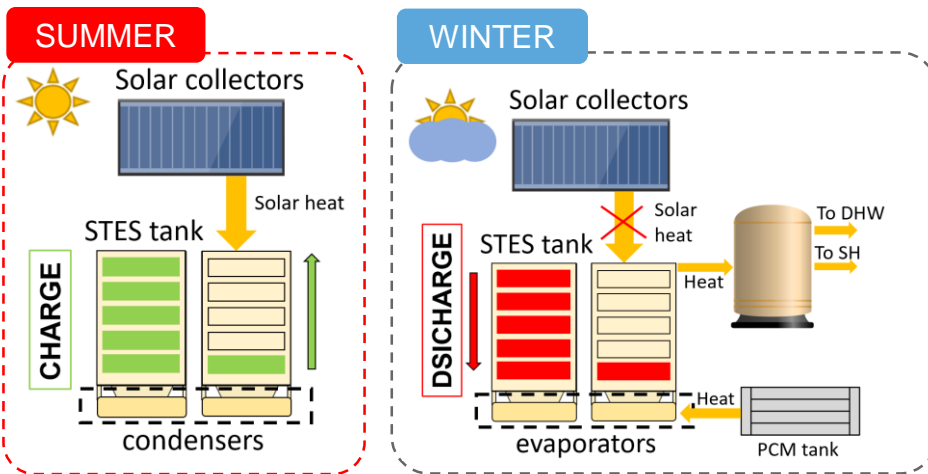 SUMMER
Solar collectors
Solar heat
STES tank
CHARGE
condensers
WINTER
Solar collectors
Solar
heat
STES tank
DSICHARGE
Heat
To DHW
To SH
Heat
evaporators
PCM tank